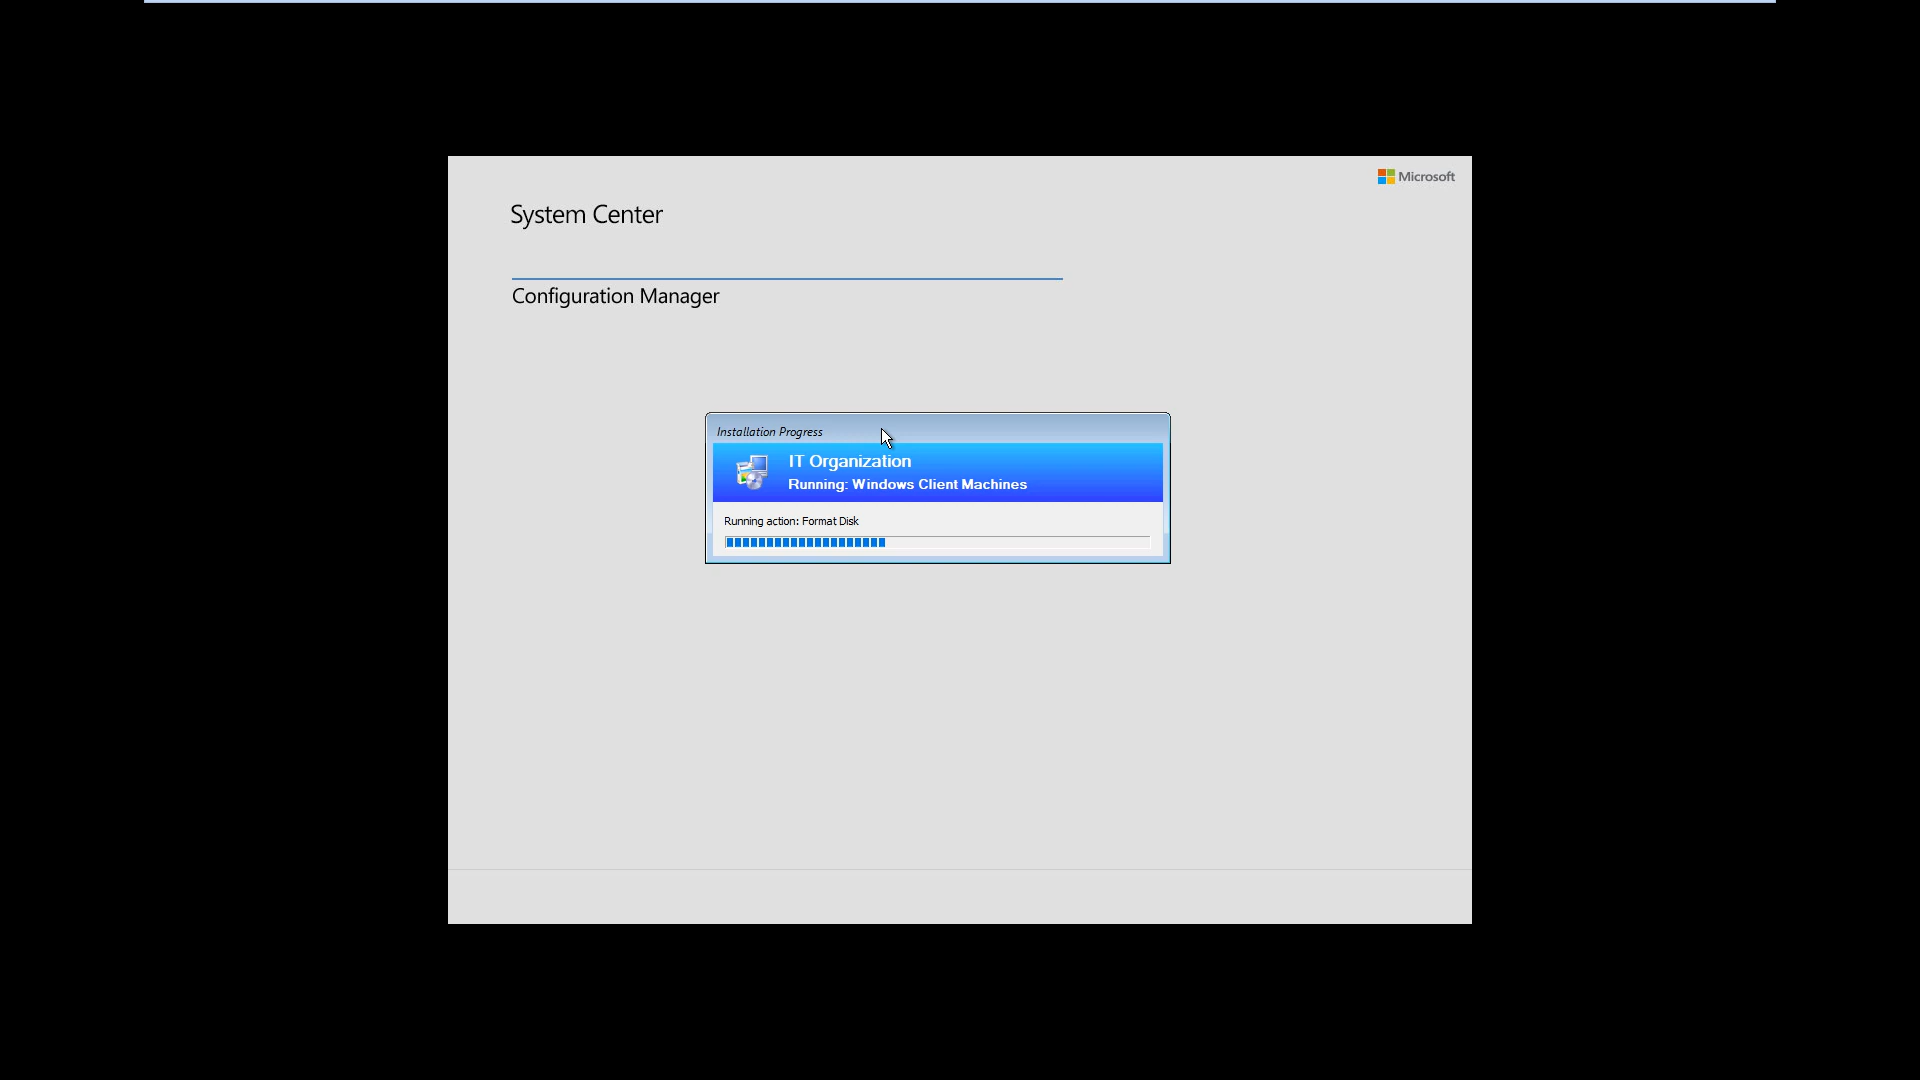 Microsoft
System Center
Configuration Manager
Installation Progress
IT Organization
Running: Windows Client Machines
Running action: Format Disk